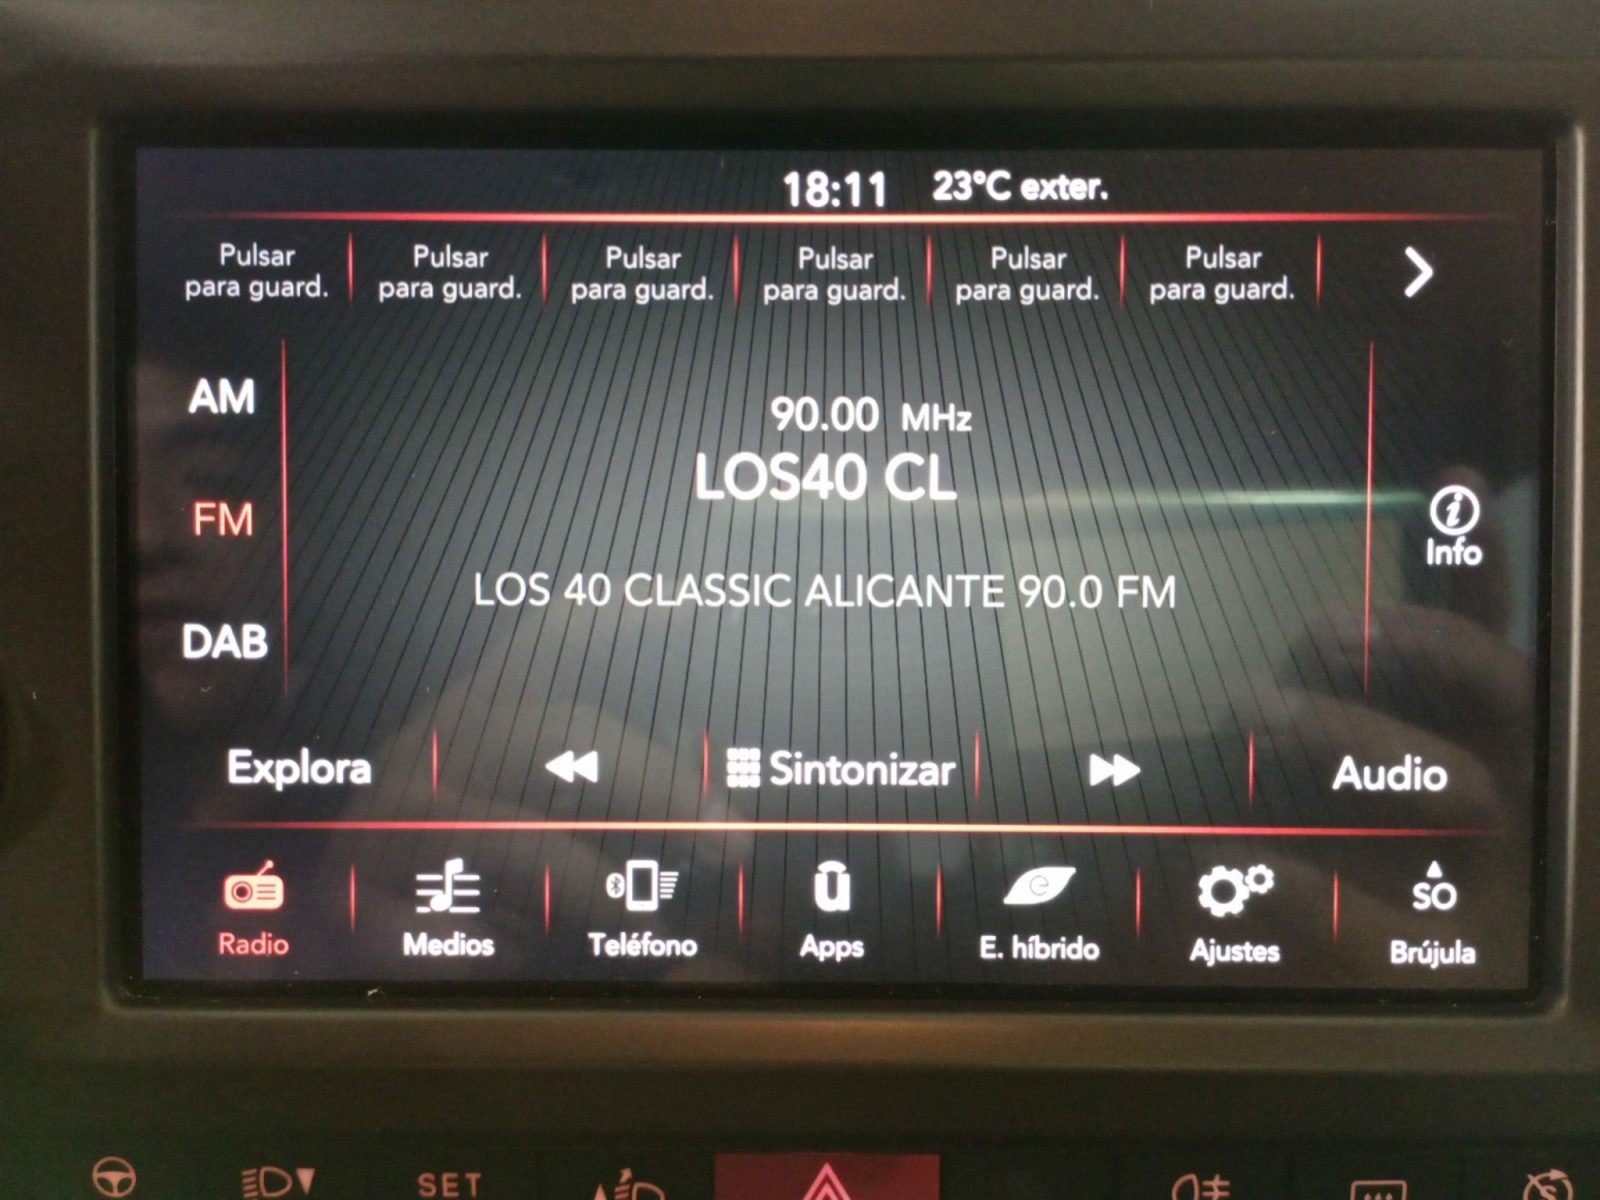 18:11 23°C exter.
Pulsar para guard.
Pulsar para guard.
Pulsar para guard.
Pulsar para guard.
Pulsar para guard.
Pulsar para guard.
AM
FM
DAB
90.00 MHz
LOS40 CL
LOS 40 CLASSIC ALICANTE 90.0 FM
Info
Explora
Sintonizar
Audio
Radio
Medios
Teléfono
Apps
E. híbrido
Ajustes
SO
Brújula
SET